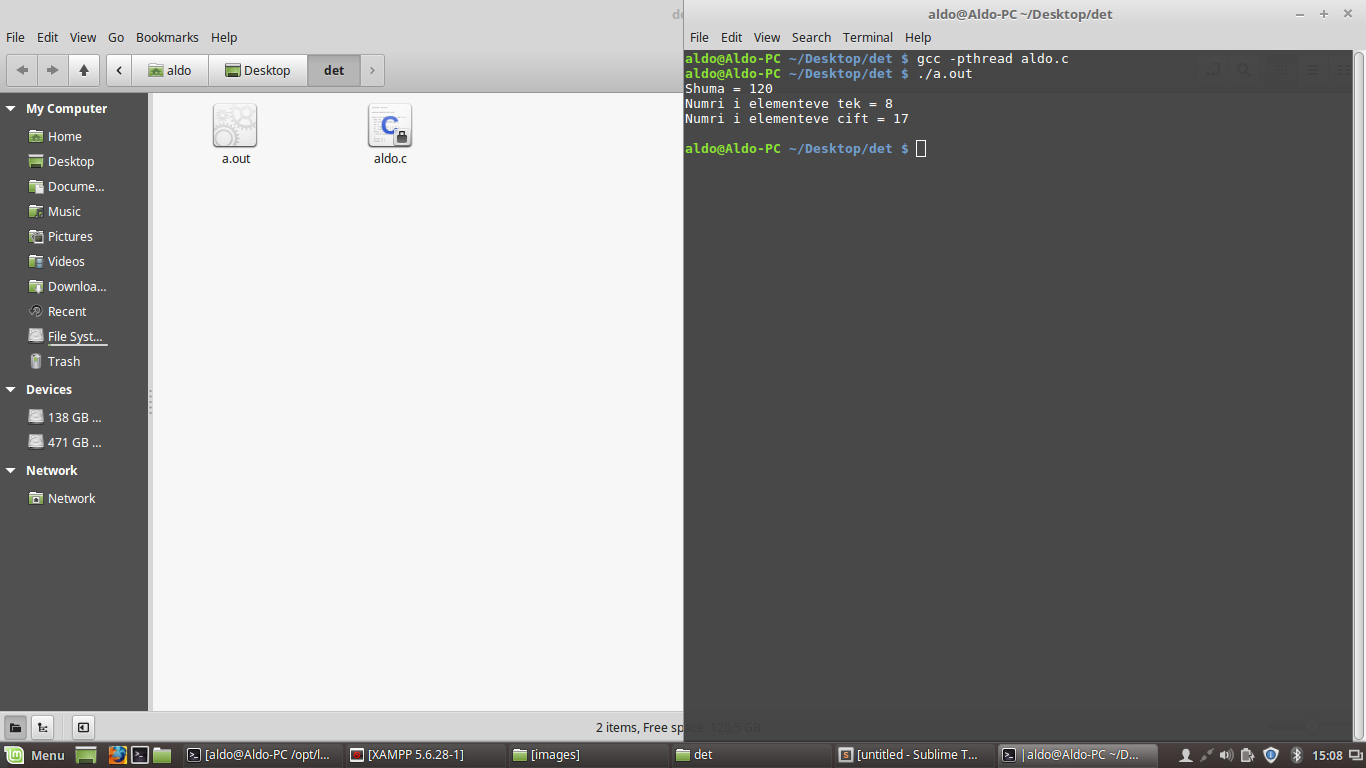 de
File Edit View Go Bookmarks Help
aldo Desktop det
My Computer
Home
Desktop
Docume...
Music
Pictures
Videos
Downloa...
Recent
File Syst...
Trash
Devices
138 GB ...
471 GB ...
Network
Network
a.out
C
aldo.c
2 items, Free space: 120,5 GB
aldo@Aldo-PC ~/Desktop/det
File Edit View Search Terminal Help
aldo@Aldo-PC ~/Desktop/det $ gcc -pthread aldo.c
aldo@Aldo-PC ~/Desktop/det $ ./a.out
Shuma = 120
Numri i elementeve tek = 8
Numri i elementeve cift = 17
aldo@Aldo-PC ~/Desktop/det $
Menu [aldo@Aldo-PC /opt/l... [XAMPP 5.6.28-1] [images] det [untitled - Sublime T... aldo@Aldo-PC ~/D... 15:08